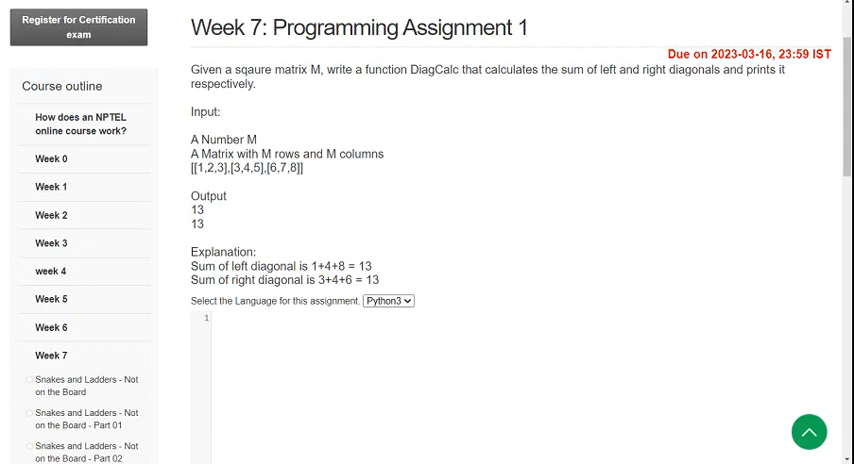 Register for Certification
exam
Course outline
How does an NPTEL
online course work?
Week 0
Week 1
Week 2
Week 3
week 4
Week 5
Week 6
Week 7
Snakes and Ladders - Not
on the Board
Snakes and Ladders - Not
on the Board - Part 01
Snakes and Ladders - Not
on the Board - Part 02
Week 7: Programming Assignment 1
Due on 2023-03-16, 23:59 IST
Given a sqaure matrix M, write a function DiagCalc that calculates the sum of left and right diagonals and prints it
respectively.
Input:
A Number M
A Matrix with M rows and M columns
[[1,2,3],[3,4,5],[6,7,8]]
Output
13
13
Explanation:
Sum of left diagonal is 1+4+8 = 13
Sum of right diagonal is 3+4+6 = 13
Select the Language for this assignment. Python3
1